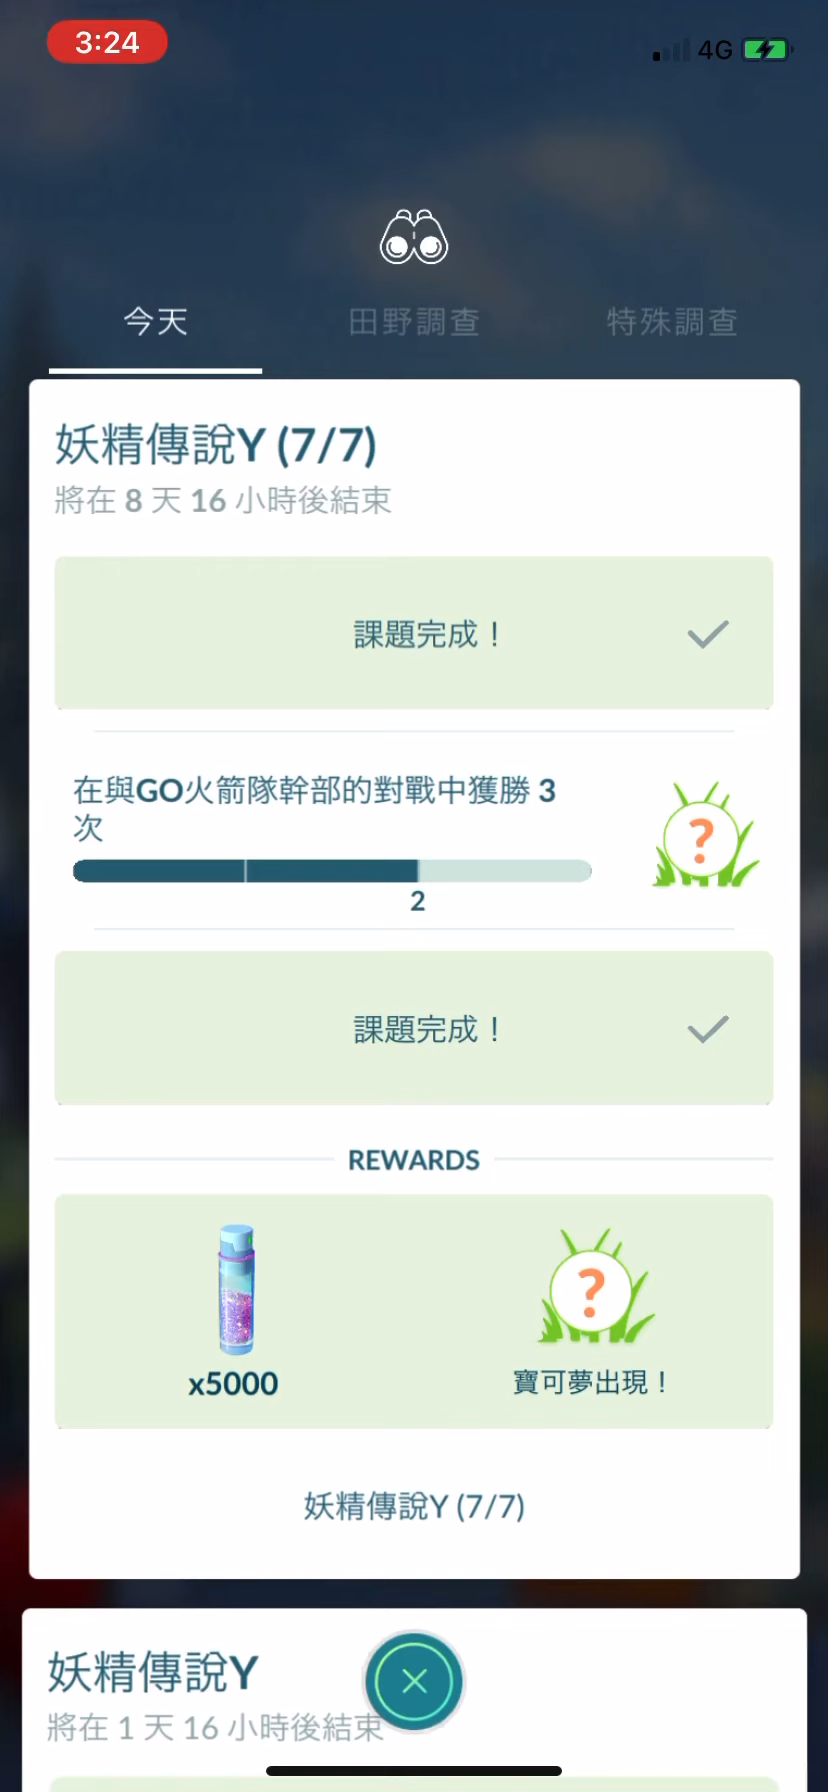 3:24
4G
今天
田野調查
特殊調查
妖精傳說Y (7/7)
將在 8 天 16 小時後結束
課題完成！
在與GO火箭隊幹部的對戰中獲勝 3
次
?
2
課題完成！
REWARDS
?
x5000
寶可夢出現！
妖精傳說Y (7/7)
妖精傳說Y
將在 1 天 16 小時後結束